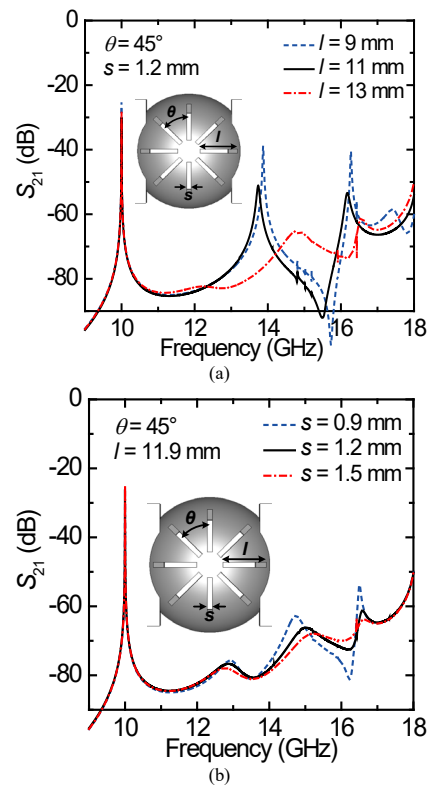 0
-20
-40
-60
-80
S21 (dB)
θ = 45°
s = 1.2 mm
l = 9 mm
l = 11 mm
l = 13 mm
θ
l
s
10 12 14 16 18
Frequency (GHz)
(a)
0
-20
-40
-60
-80
S21 (dB)
θ = 45°
l = 11.9 mm
s = 0.9 mm
s = 1.2 mm
s = 1.5 mm
θ
l
s
10 12 14 16 18
Frequency (GHz)
(b)